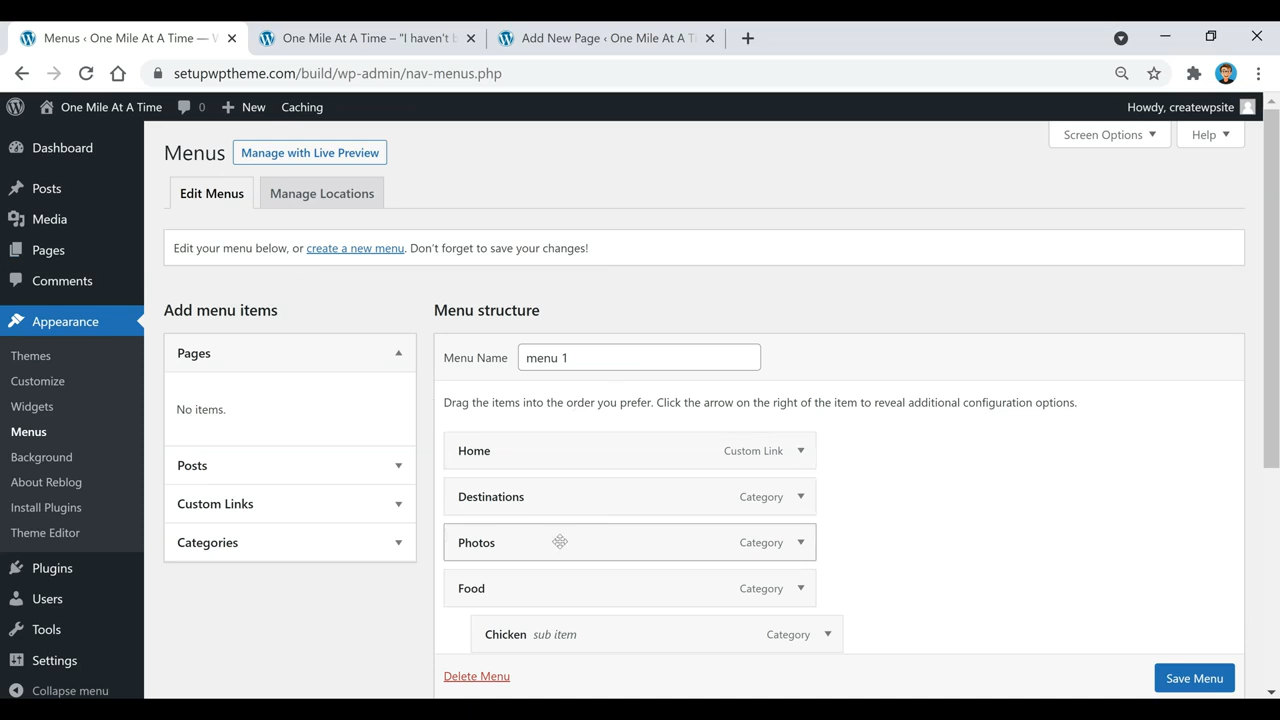 Menus ‹ One Mile At A Time — W
One Mile At A Time – "I haven't b
Add New Page ‹ One Mile At A Ti
setupwptheme.com/build/wp-admin/nav-menus.php
One Mile At A Time
0
New
Caching
Howdy, createwpsite
Dashboard
Posts
Media
Pages
Comments
Appearance
Themes
Customize
Widgets
Menus
Background
About Reblog
Install Plugins
Theme Editor
Plugins
Users
Tools
Settings
Collapse menu
Screen Options
Help
Menus
Manage with Live Preview
Edit Menus
Manage Locations
Edit your menu below, or create a new menu. Don't forget to save your changes!
Add menu items
Pages
No items.
Posts
Custom Links
Categories
Menu structure
Menu Name
menu 1
Drag the items into the order you prefer. Click the arrow on the right of the item to reveal additional configuration options.
Home Custom Link
Destinations Category
Photos Category
Food Category
Chicken sub item Category
Delete Menu
Save Menu